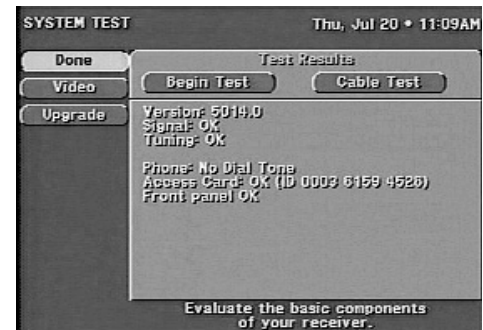 SYSTEM TEST
Thu, Jul 20 • 11:09AM
Done
Test Results
Video
Begin Test
Cable Test
Upgrade
Version: 5014.0
Signal: OK
Tuning: OK
Phone: No Dial Tone
Access Card: OK (ID 0003 6159 4526)
Front panel OK
Evaluate the basic components
of your receiver.